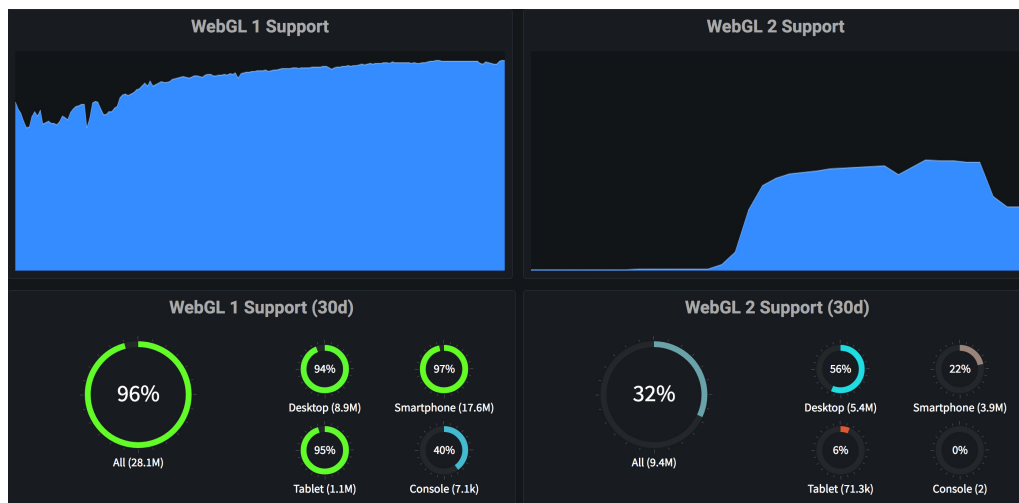 WebGL 1 Support
WebGL 2 Support
WebGL 1 Support (30d)
96%
All (28.1M)
94%
Desktop (8.9M)
97%
Smartphone (17.6M)
95%
Tablet (1.1M)
40%
Console (7.1k)
WebGL 2 Support (30d)
32%
All (9.4M)
56%
Desktop (5.4M)
22%
Smartphone (3.9M)
6%
Tablet (71.3k)
0%
Console (2)